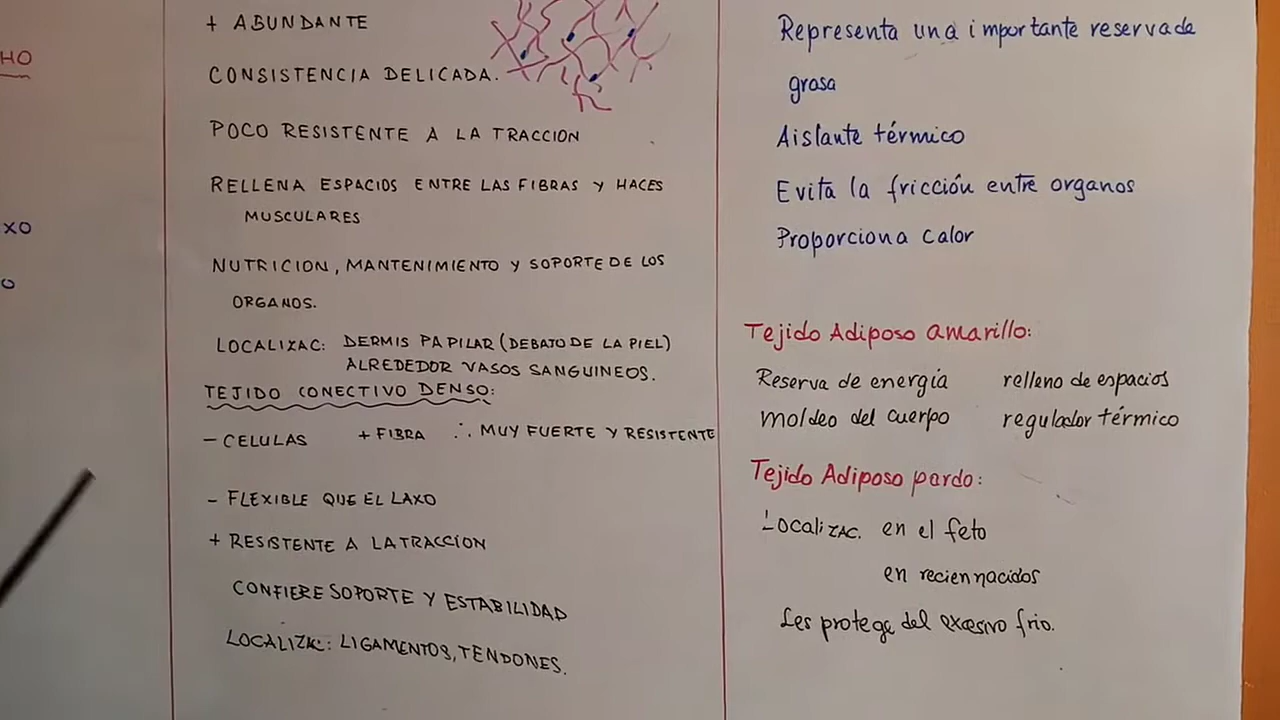 HO
XO
O
+ ABUNDANTE
CONSISTENCIA DELICADA.
POCO RESISTENTE A LA TRACCION
RELLENA ESPACIOS ENTRE LAS FIBRAS Y HACES
MUSCULARES
NUTRICION, MANTENIMIENTO Y SOPORTE DE LOS
ORGANOS.
LOCALIZAC: DERMIS PAPILAR (DEBATO DE LA PIEL)
ALREDEDOR VASOS SANGUINEOS.
TEJIDO CONECTIVO DENSO:
- CELULAS + FIBRA ∴ MUY FUERTE Y RESISTENTE
- FLEXIBLE QUE EL LAXO
+ RESISTENTE A LA TRACCION
CONFIERE SOPORTE Y ESTABILIDAD
LOCALIZAC: LIGAMENTOS, TENDONES.
Representa una importante reserva de
grasa
Aislante térmico
Evita la fricción entre organos
Proporciona calor
Tejido Adiposo amarillo:
Reserva de energía relleno de espacios
moldeo del cuerpo regulador térmico
Tejido Adiposo pardo:
Localizac. en el feto
en recien nacidos
Les protege del excesivo frio.